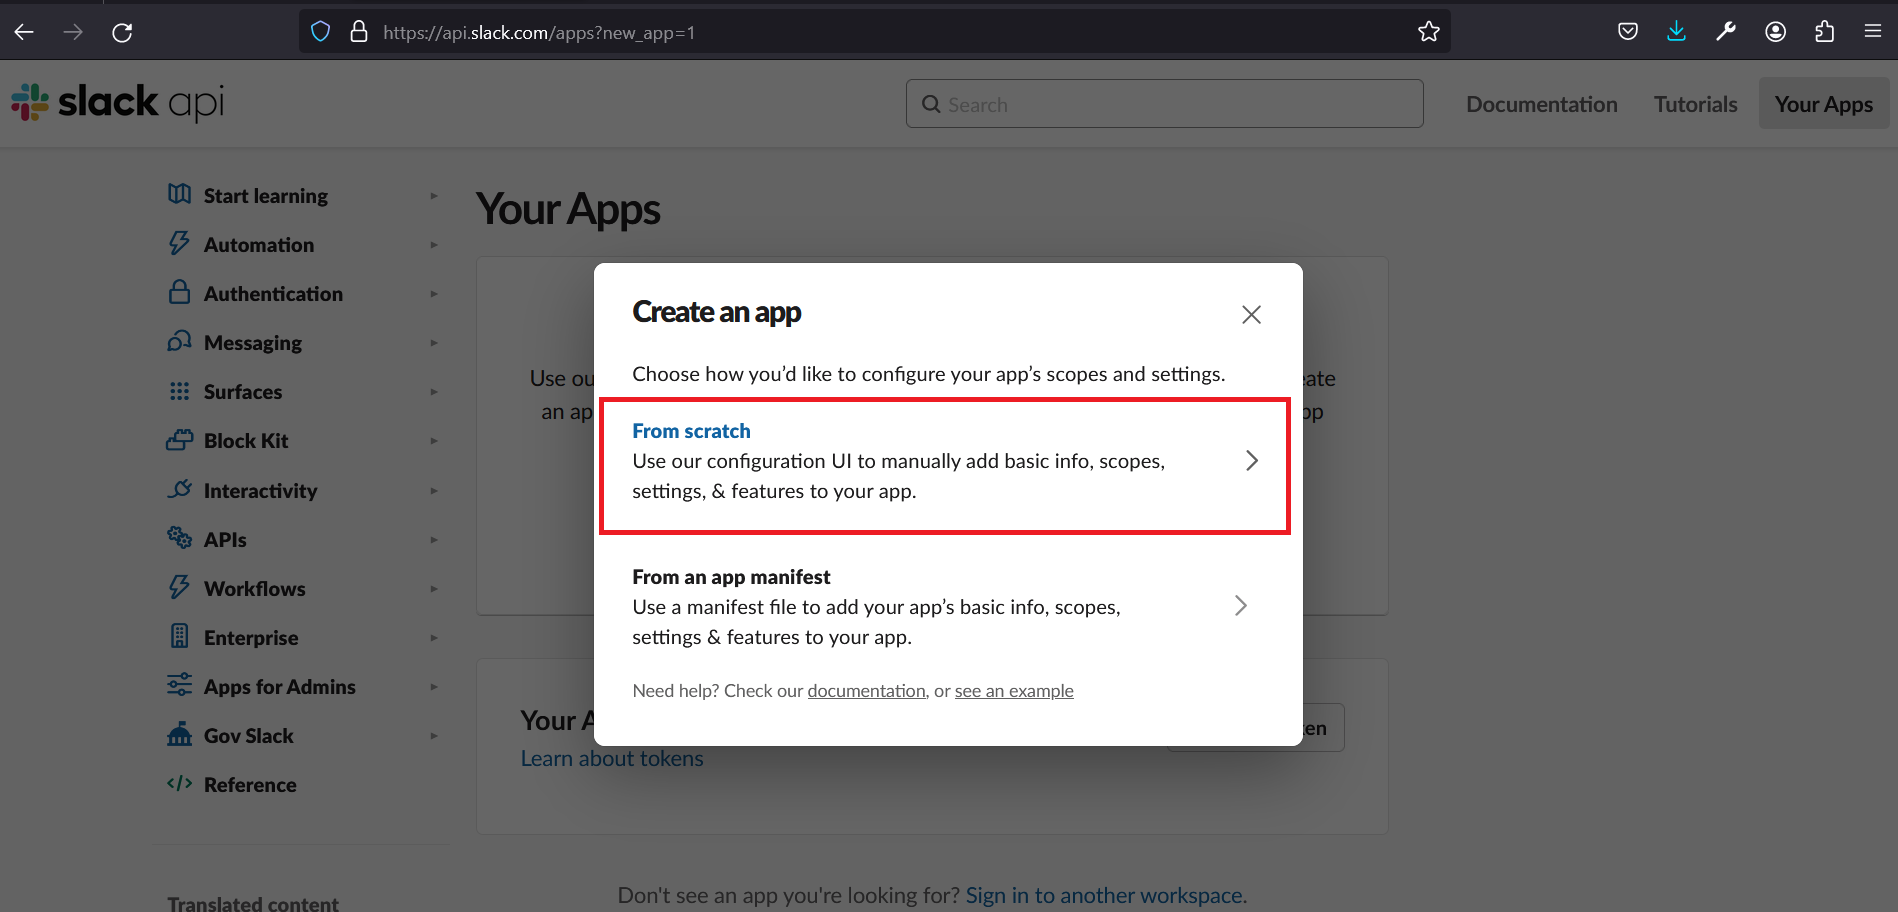 https://api.slack.com/apps?new_app=1
slack api
Search
Documentation
Tutorials
Your Apps
Start learning
Automation
Authentication
Messaging
Surfaces
Block Kit
Interactivity
APIs
Workflows
Enterprise
Apps for Admins
Gov Slack
Reference
Translated content
Your Apps
Use ou
an ap
Create an app
Choose how you’d like to configure your app’s scopes and settings.
From scratch
Use our configuration UI to manually add basic info, scopes,
settings, & features to your app.
From an app manifest
Use a manifest file to add your app’s basic info, scopes,
settings & features to your app.
Need help? Check our documentation, or see an example
Your A
Learn about tokens
Don't see an app you're looking for? Sign in to another workspace.